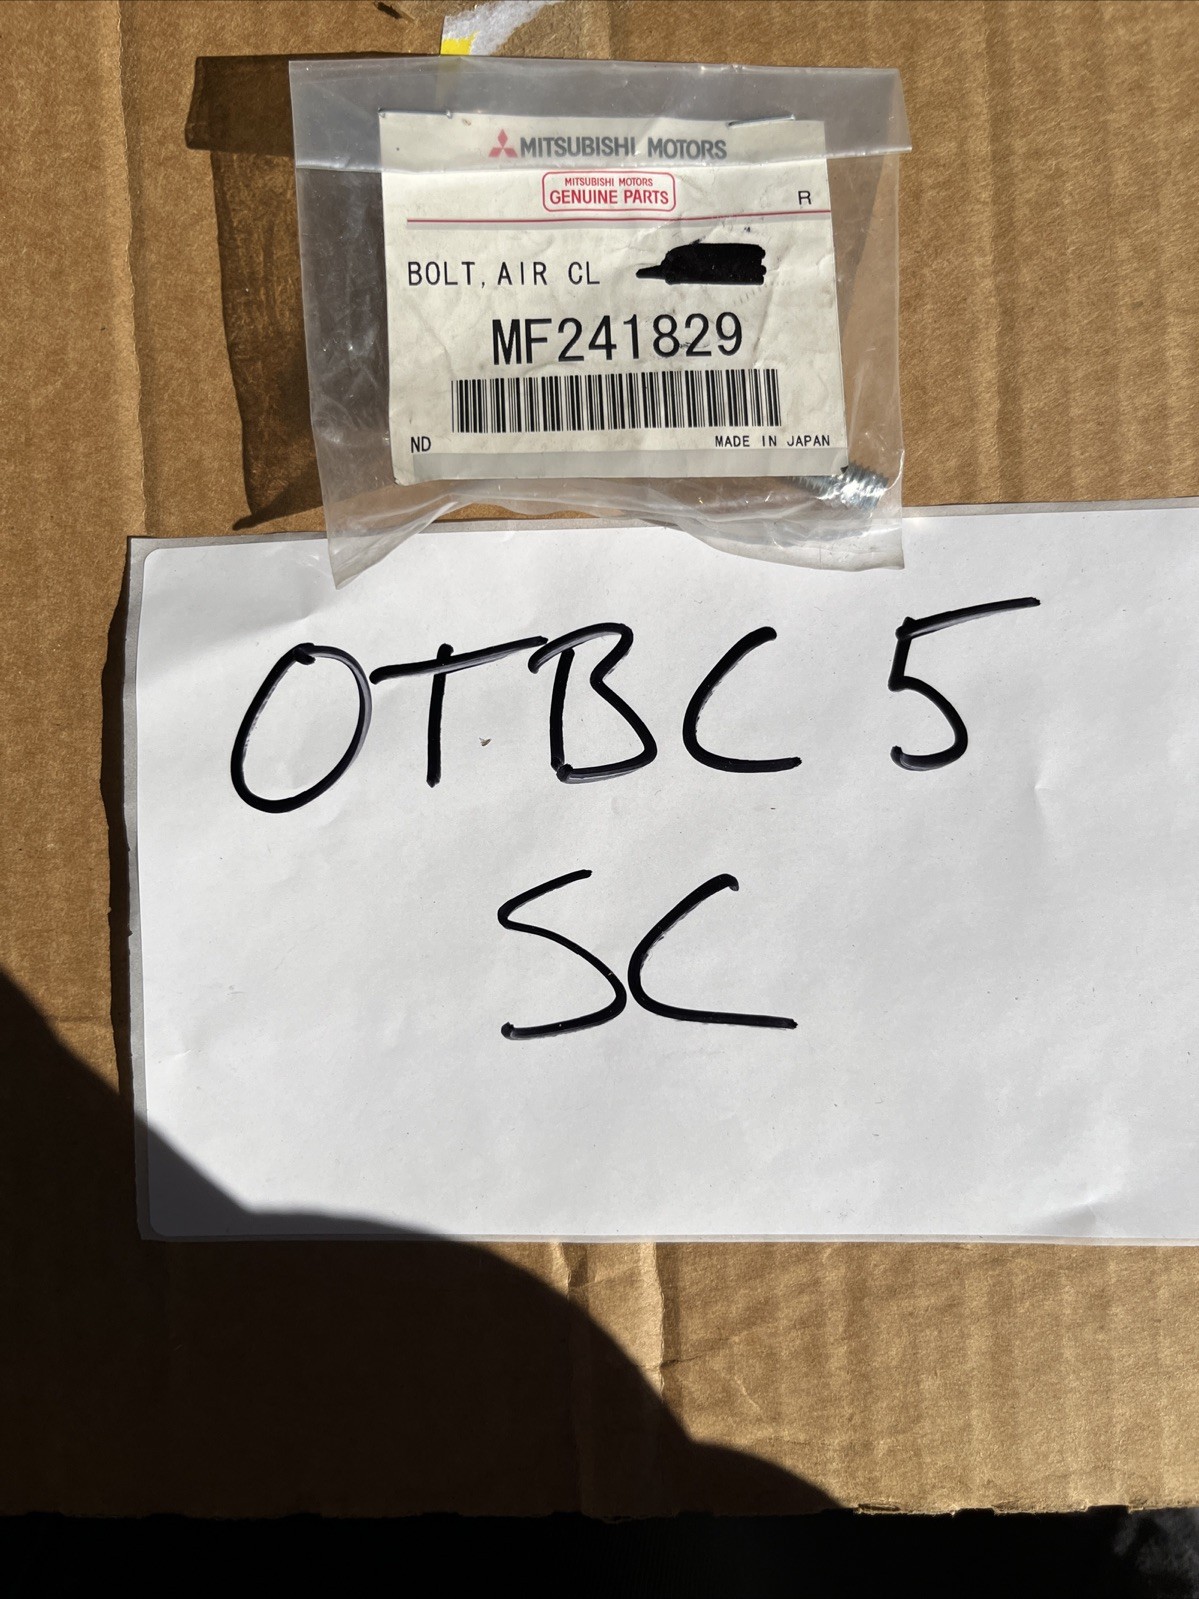 MITSUBISHI MOTORS
MITSUBISHI MOTORS
GENUINE PARTS
R
BOLT, AIR CL
MF241829
ND MADE IN JAPAN
OTBC 5
SC